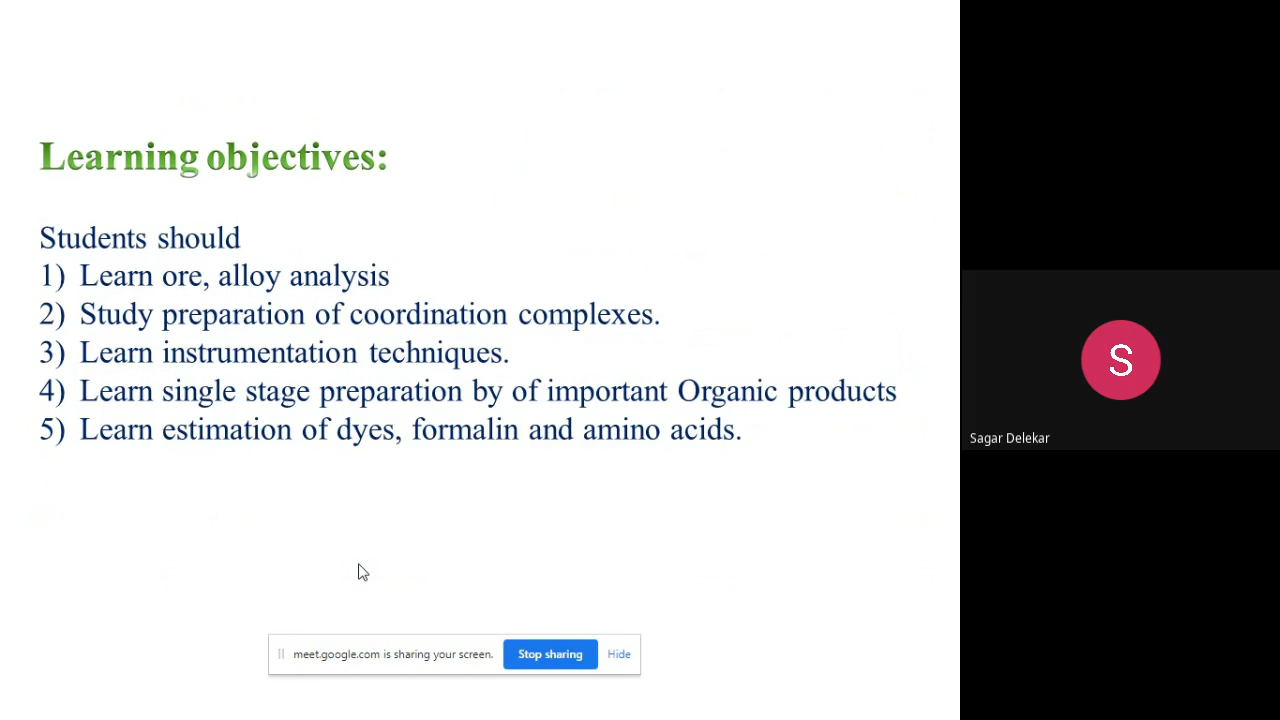 Learning objectives:
Students should
1) Learn ore, alloy analysis
2) Study preparation of coordination complexes.
3) Learn instrumentation techniques.
4) Learn single stage preparation by of important Organic products
5) Learn estimation of dyes, formalin and amino acids.
S
Sagar Delekar
meet.google.com is sharing your screen. Stop sharing Hide